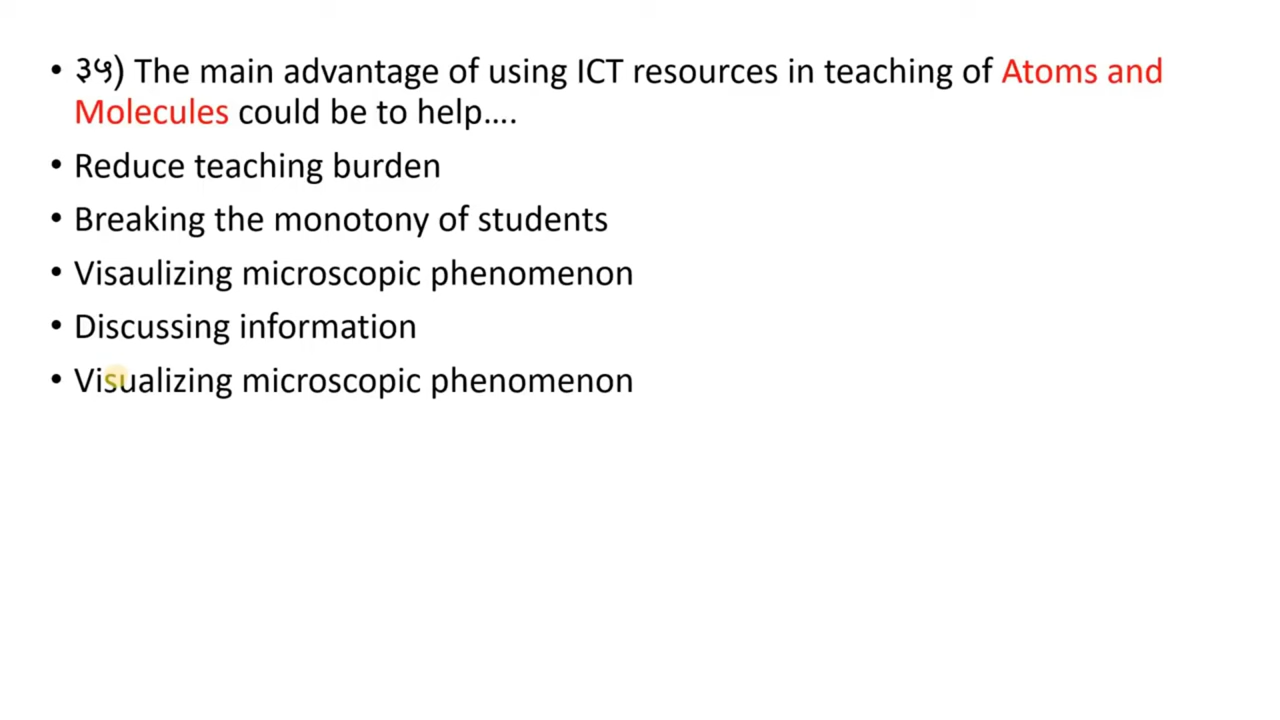 • ३५) The main advantage of using ICT resources in teaching of Atoms and
Molecules could be to help....
• Reduce teaching burden
• Breaking the monotony of students
• Visaulizing microscopic phenomenon
• Discussing information
• Visualizing microscopic phenomenon